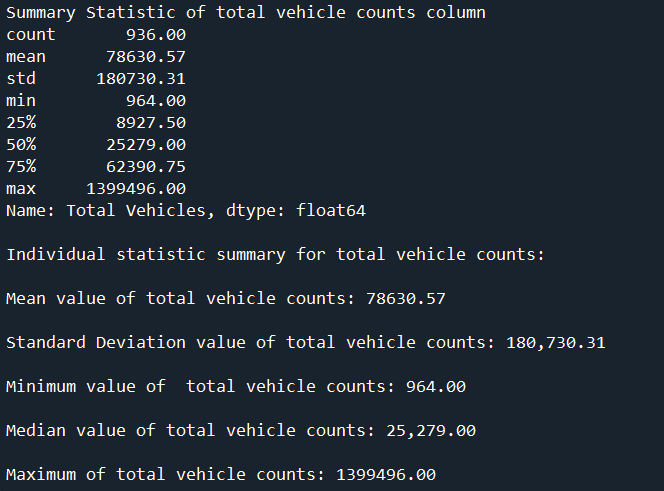 Summary Statistic of total vehicle counts column
count       936.00
mean      78630.57
std      180730.31
min         964.00
25%        8927.50
50%       25279.00
75%       62390.75
max     1399496.00
Name: Total Vehicles, dtype: float64
Individual statistic summary for total vehicle counts:
Mean value of total vehicle counts: 78630.57
Standard Deviation value of total vehicle counts: 180,730.31
Minimum value of  total vehicle counts: 964.00
Median value of total vehicle counts: 25,279.00
Maximum of total vehicle counts: 1399496.00